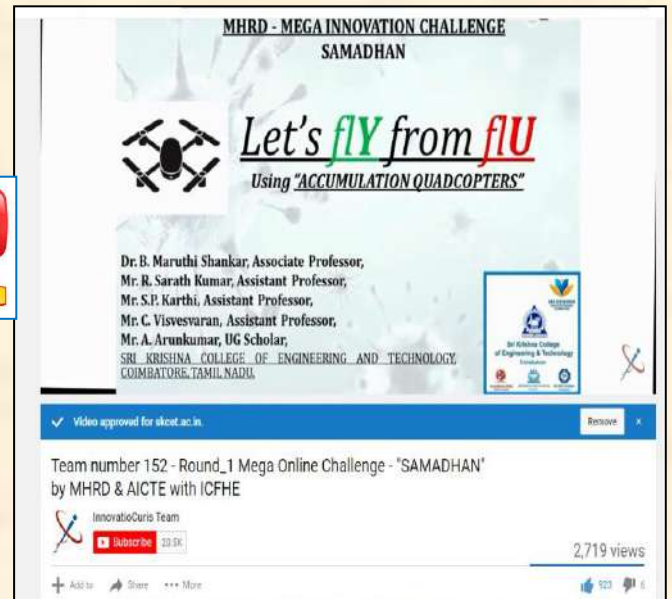 MHRD - MEGA INNOVATION CHALLENGE
SAMADHAN
Let's flY from flU
Using "ACCUMULATION QUADCOPTERS"
Dr. B. Maruthi Shankar, Associate Professor,
Mr. R. Sarath Kumar, Assistant Professor,
Mr. S.P. Karthi, Assistant Professor,
Mr. C. Visvesvaran, Assistant Professor,
Mr. A. Arunkumar, UG Scholar,
SRI KRISHNA COLLEGE OF ENGINEERING AND TECHNOLOGY,
COIMBATORE, TAMIL NADU.
Sri Krishna College
of Engineering & Technology
Video approved for skcet.ac.in.
Remove ×
Team number 152 - Round_1 Mega Online Challenge - "SAMADHAN"
by MHRD & AICTE with ICFHE
InnovatioCuris Team
Subscribe 20.5K
2,719 views
Add to Share ••• More
923 6